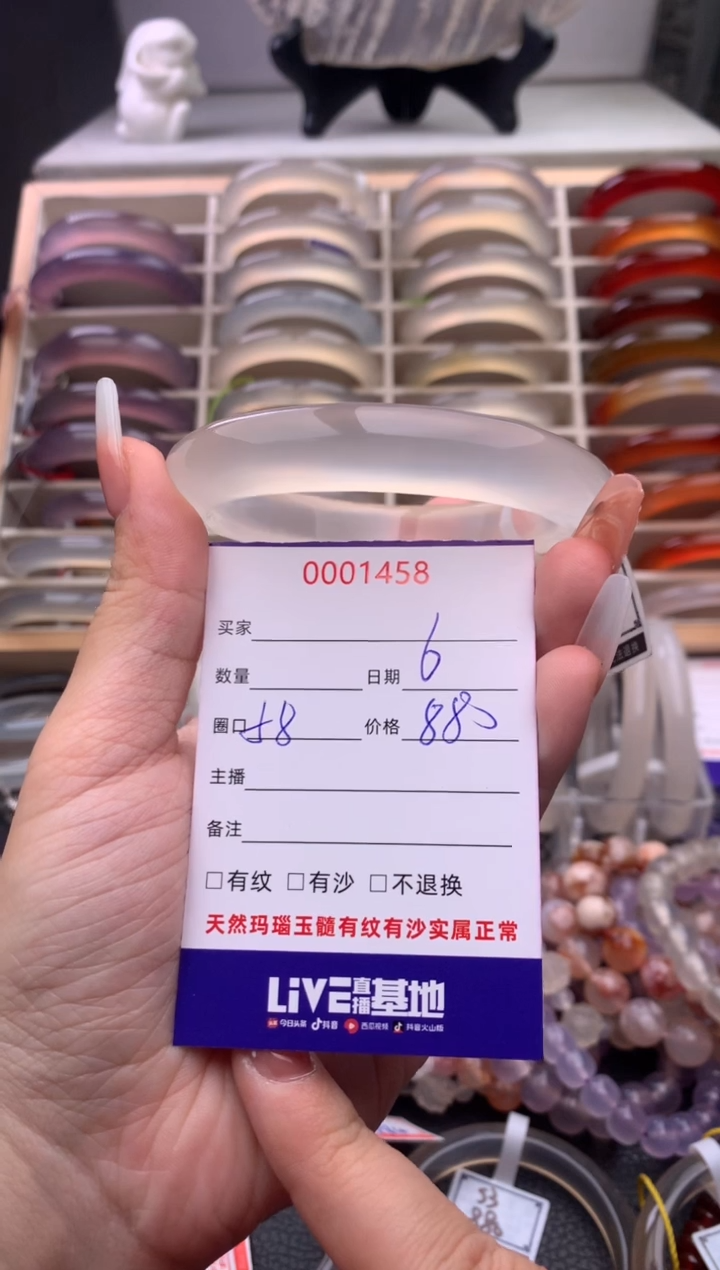 0001458
买家
数量 日期 6
圈口 58 价格 880
主播
备注
□有纹 □有沙 □不退换
天然玛瑙玉髓有纹有沙实属正常
LiVE直播基地
头条 今日头条 抖音 西瓜视频 抖音火山版
53